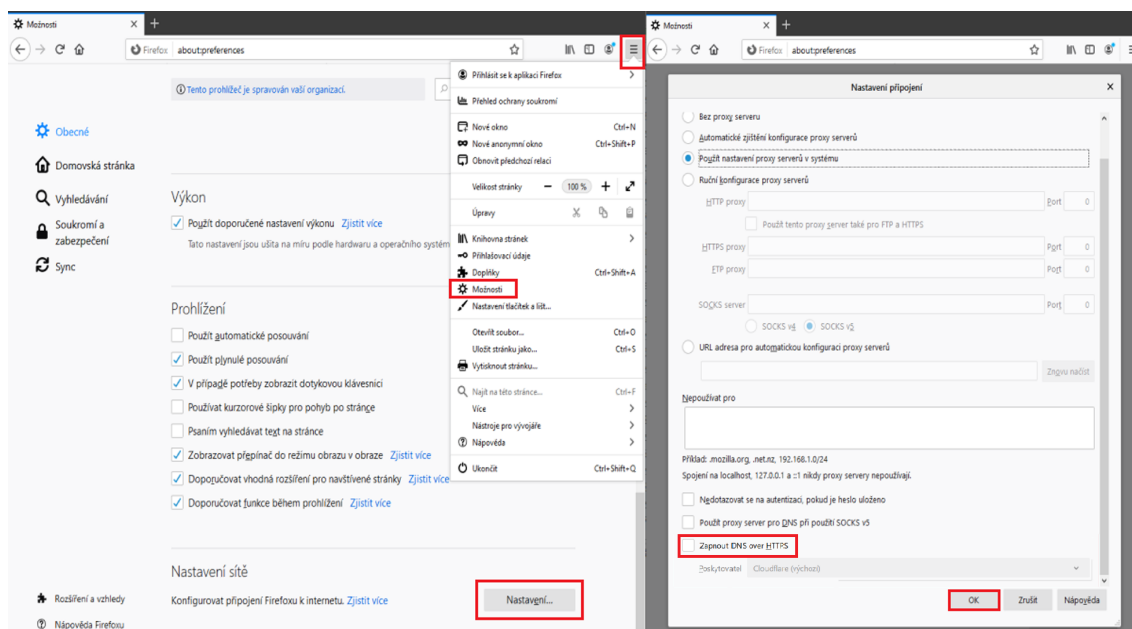 Možnosti
Firefox about:preferences
Tento prohlížeč je spravován vaší organizací.
Obecné
Domovská stránka
Vyhledávání
Soukromí a
zabezpečení
Sync
Rozšíření a vzhledy
Nápověda Firefoxu
Výkon
Použít doporučené nastavení výkonu Zjistit více
Tato nastavení jsou ušita na míru podle hardwaru a operačního systém
Prohlížení
Použít automatické posouvání
Použít plynulé posouvání
V případě potřeby zobrazit dotykovou klávesnici
Používat kurzorové šipky pro pohyb po stránce
Psaním vyhledávat text na stránce
Zobrazovat přepínač do režimu obrazu v obraze Zjistit více
Doporučovat vhodná rozšíření pro navštívené stránky Zjistit více
Doporučovat funkce během prohlížení Zjistit více
Nastavení sítě
Konfigurovat připojení Firefoxu k internetu. Zjistit více
Nastavení...
Přihlásit se k aplikaci Firefox
Přehled ochrany soukromí
Nové okno Ctrl+N
Nové anonymní okno Ctrl+Shift+P
Obnovit předchozí relaci
Velikost stránky 100 %
Úpravy
Knihovna stránek
Přihlašovací údaje
Doplňky Ctrl+Shift+A
Možnosti
Nastavení tlačítek a lišt...
Otevřít soubor... Ctrl+O
Uložit stránku jako... Ctrl+S
Vytisknout stránku...
Najít na této stránce... Ctrl+F
Více
Nástroje pro vývojáře
Nápověda
Ukončit Ctrl+Shift+Q
Možnosti
Firefox about:preferences
Nastavení připojení
Bez proxy serveru
Automatické zjištění konfigurace proxy serverů
Použít nastavení proxy serverů v systému
Ruční konfigurace proxy serverů
HTTP proxy Port 0
Použít tento proxy server také pro FTP a HTTPS
HTTPS proxy Port 0
FTP proxy Port 0
SOCKS server Port 0
SOCKS v4 SOCKS v5
URL adresa pro automatickou konfiguraci proxy serverů
Znovu načíst
Nepoužívat pro
Příklad: .mozilla.org, .net.nz, 192.168.1.0/24
Spojení na localhost, 127.0.0.1 a ::1 nikdy proxy servery nepoužívají.
Nedotazovat se na autentizaci, pokud je heslo uloženo
Použít proxy server pro DNS při použití SOCKS v5
Zapnout DNS over HTTPS
Poskytovatel Cloudflare (výchozí)
OK Zrušit Nápověda